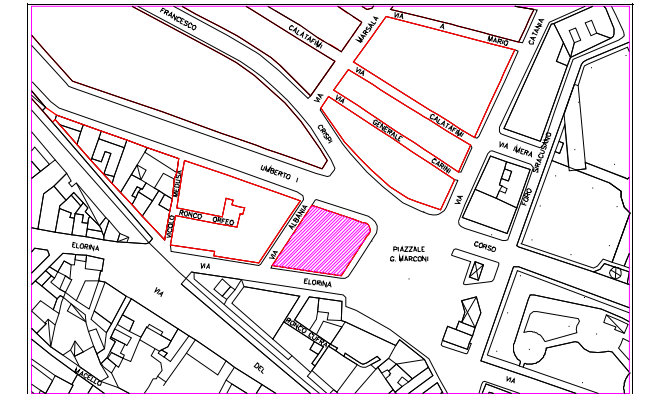 FRANCESCO
CRISPI
CALATAFIMI
MARSALA
VIA
VIA
A
MARIO
CATANIA
VIA
CALATAFIMI
VIA
GENERALE
CARINI
VIA IMERA
FORO
SIRACUSANO
VIA
UMBERTO I
VICOLO
MEDUSA
RONCO
ORFEO
VIA
ALBANIA
PIAZZALE
G. MARCONI
CORSO
ELORINA
VIA
ELORINA
VIA
DEL
RONCO
MACELLO
VIA